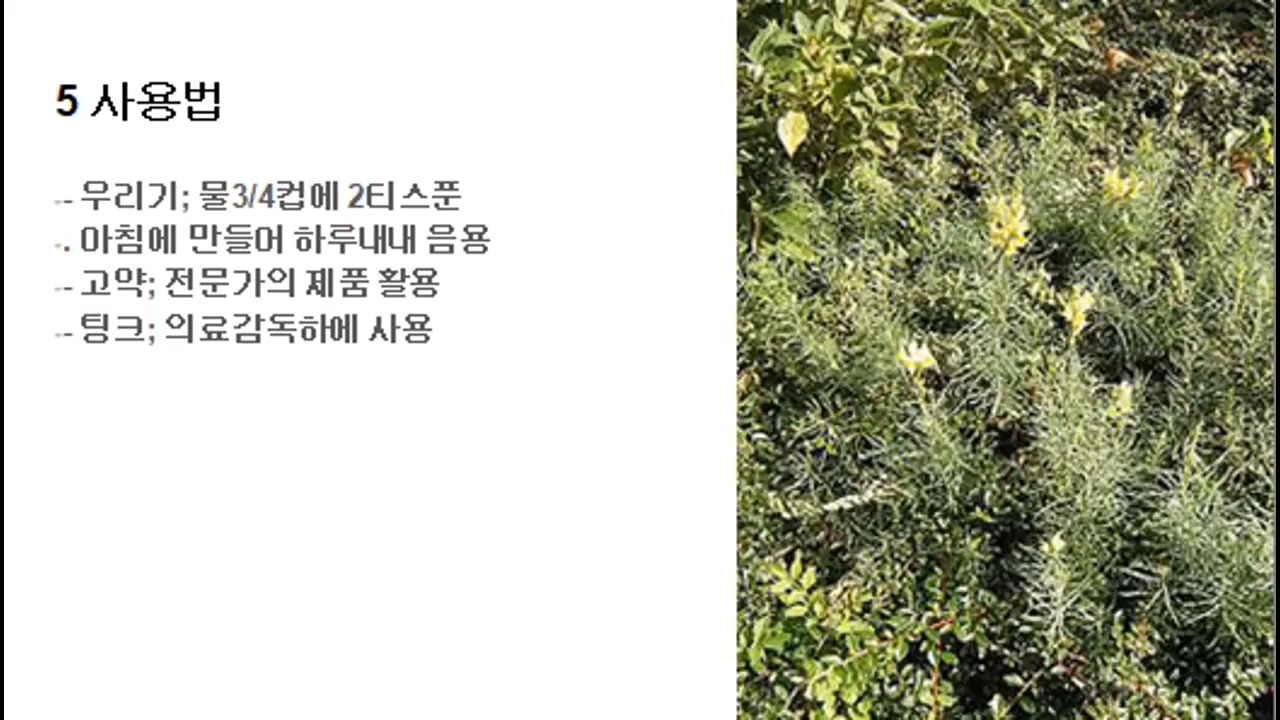 5 사용법
-- 우리기; 물3/4컵에 2티스푼
-. 아침에 만들어 하루내내 음용
-- 고약; 전문가의 제품 활용
-- 팅크; 의료감독하에 사용